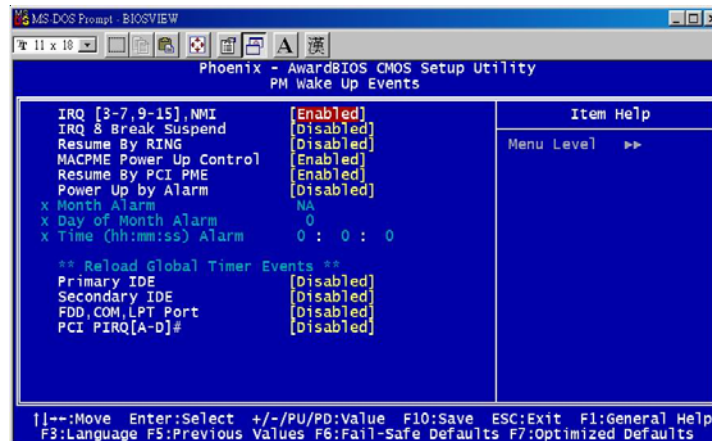 MS-DOS Prompt - BIOSVIEW
Tr 11 x 18 A 漢
Phoenix - AwardBIOS CMOS Setup Utility
PM Wake Up Events
IRQ [3-7,9-15],NMI [Enabled] Item Help
IRQ 8 Break Suspend [Disabled]
Resume By RING [Disabled] Menu Level ►►
MACPME Power Up Control [Enabled]
Resume By PCI PME [Enabled]
Power Up by Alarm [Disabled]
x Month Alarm NA
x Day of Month Alarm 0
x Time (hh:mm:ss) Alarm 0 : 0 : 0
** Reload Global Timer Events **
Primary IDE [Disabled]
Secondary IDE [Disabled]
FDD,COM,LPT Port [Disabled]
PCI PIRQ[A-D]# [Disabled]
↑↓→←:Move Enter:Select +/-/PU/PD:Value F10:Save ESC:Exit F1:General Help
F3:Language F5:Previous Values F6:Fail-Safe Defaults F7:Optimized Defaults